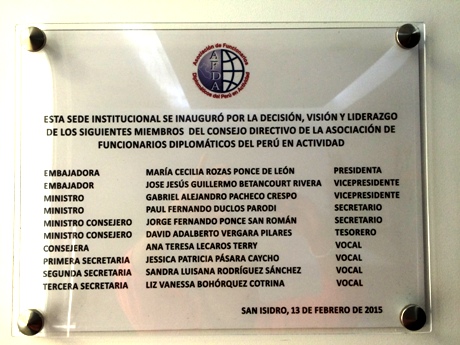 Asociación de Funcionarios
AFDA
Diplomáticos del Perú en Actividad
ESTA SEDE INSTITUCIONAL SE INAUGURÓ POR LA DECISIÓN, VISIÓN Y LIDERAZGO
DE LOS SIGUIENTES MIEMBROS DEL CONSEJO DIRECTIVO DE LA ASOCIACIÓN DE
FUNCIONARIOS DIPLOMÁTICOS DEL PERÚ EN ACTIVIDAD
EMBAJADORA MARÍA CECILIA ROZAS PONCE DE LEÓN PRESIDENTA
EMBAJADOR JOSE JESÚS GUILLERMO BETANCOURT RIVERA VICEPRESIDENTE
MINISTRO GABRIEL ALEJANDRO PACHECO CRESPO VICEPRESIDENTE
MINISTRO PAUL FERNANDO DUCLOS PARODI SECRETARIO
MINISTRO CONSEJERO JORGE FERNANDO PONCE SAN ROMÁN SECRETARIO
MINISTRO CONSEJERO DAVID ADALBERTO VERGARA PILARES TESORERO
CONSEJERA ANA TERESA LECAROS TERRY VOCAL
PRIMERA SECRETARIA JESSICA PATRICIA PÁSARA CAYCHO VOCAL
SEGUNDA SECRETARIA SANDRA LUISANA RODRÍGUEZ SÁNCHEZ VOCAL
TERCERA SECRETARIA LIZ VANESSA BOHÓRQUEZ COTRINA VOCAL
SAN ISIDRO, 13 DE FEBRERO DE 2015